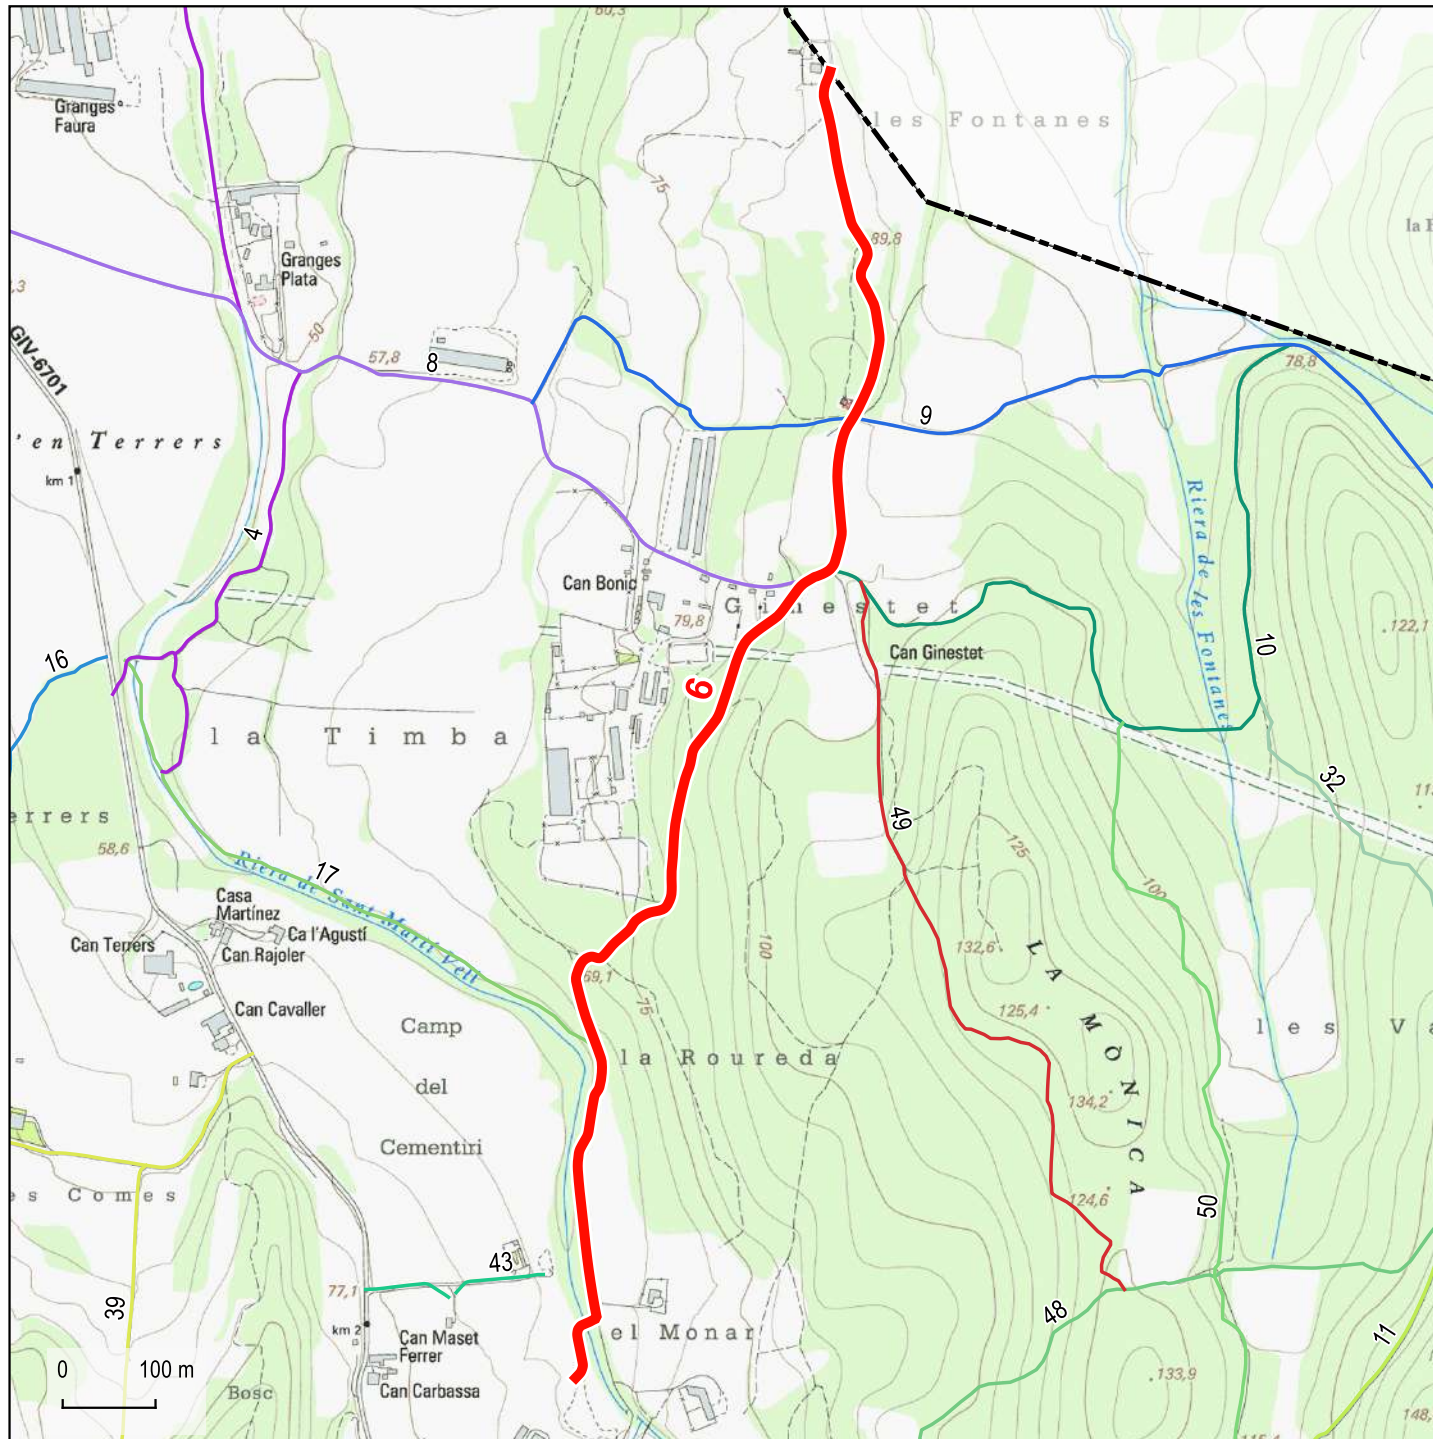 60,3
Granges
Faura
les Fontanes
75
89,8
Granges
Plata
50
GIV-6701
57,8
8
78,8
9
'en Terrers
km 1
4
Riera de les Fontanes
Can Bonic
Ginestet
79,8
122,1
10
16
Can Ginestet
6
la Timba
32
49
125
errers
58,6
17
Riera de Sant Martí Vell
100
Casa
Martínez
Ca l'Agustí
Can Terrers
Can Rajoler
100
132,6
LA MÒNICA
69,1
75
Can Cavaller
125,4
Camp
del
Cementiri
la Roureda
les Va
134,2
es Comes
124,6
50
43
77,1
39
km 2
Can Maset
Ferrer
el Monar
48
11
0 100 m
Bosc
Can Carbassa
133,9
148,